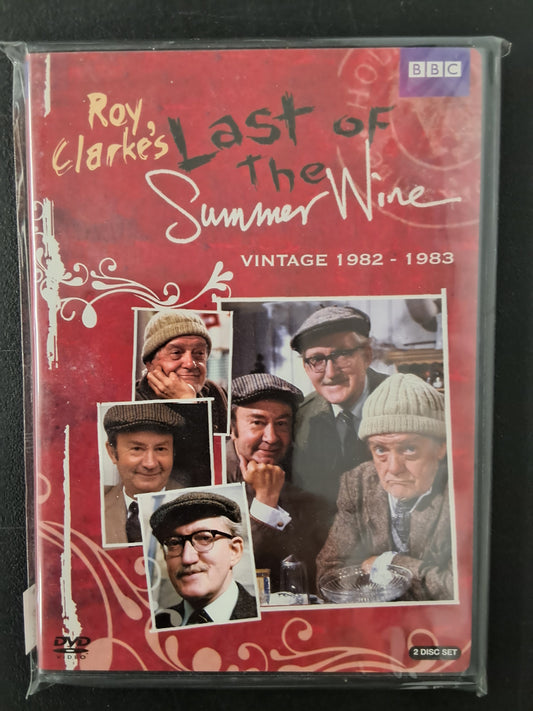 BBC
Roy
Clarke's
Last of
the
Summer Wine
VINTAGE 1982 - 1983
DVD
VIDEO
2 DISC SET